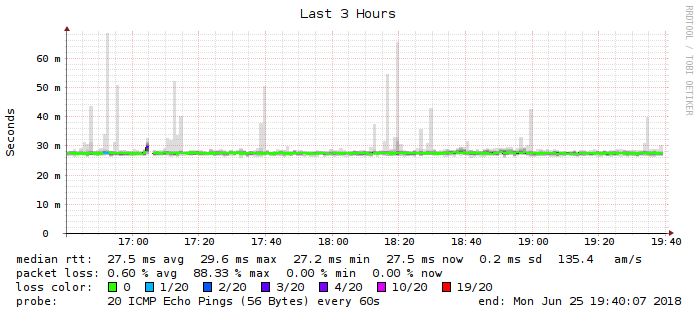 Last 3 Hours
RRDTOOL / TOBI OETIKER
Seconds
60 m
50 m
40 m
30 m
20 m
10 m
0
17:00 17:20 17:40 18:00 18:20 18:40 19:00 19:20 19:40
median rtt: 27.5 ms avg 29.6 ms max 27.2 ms min 27.5 ms now 0.2 ms sd 135.4 am/s
packet loss: 0.60 % avg 88.33 % max 0.00 % min 0.00 % now
loss color: 0 1/20 2/20 3/20 4/20 10/20 19/20
probe: 20 ICMP Echo Pings (56 Bytes) every 60s end: Mon Jun 25 19:40:07 2018